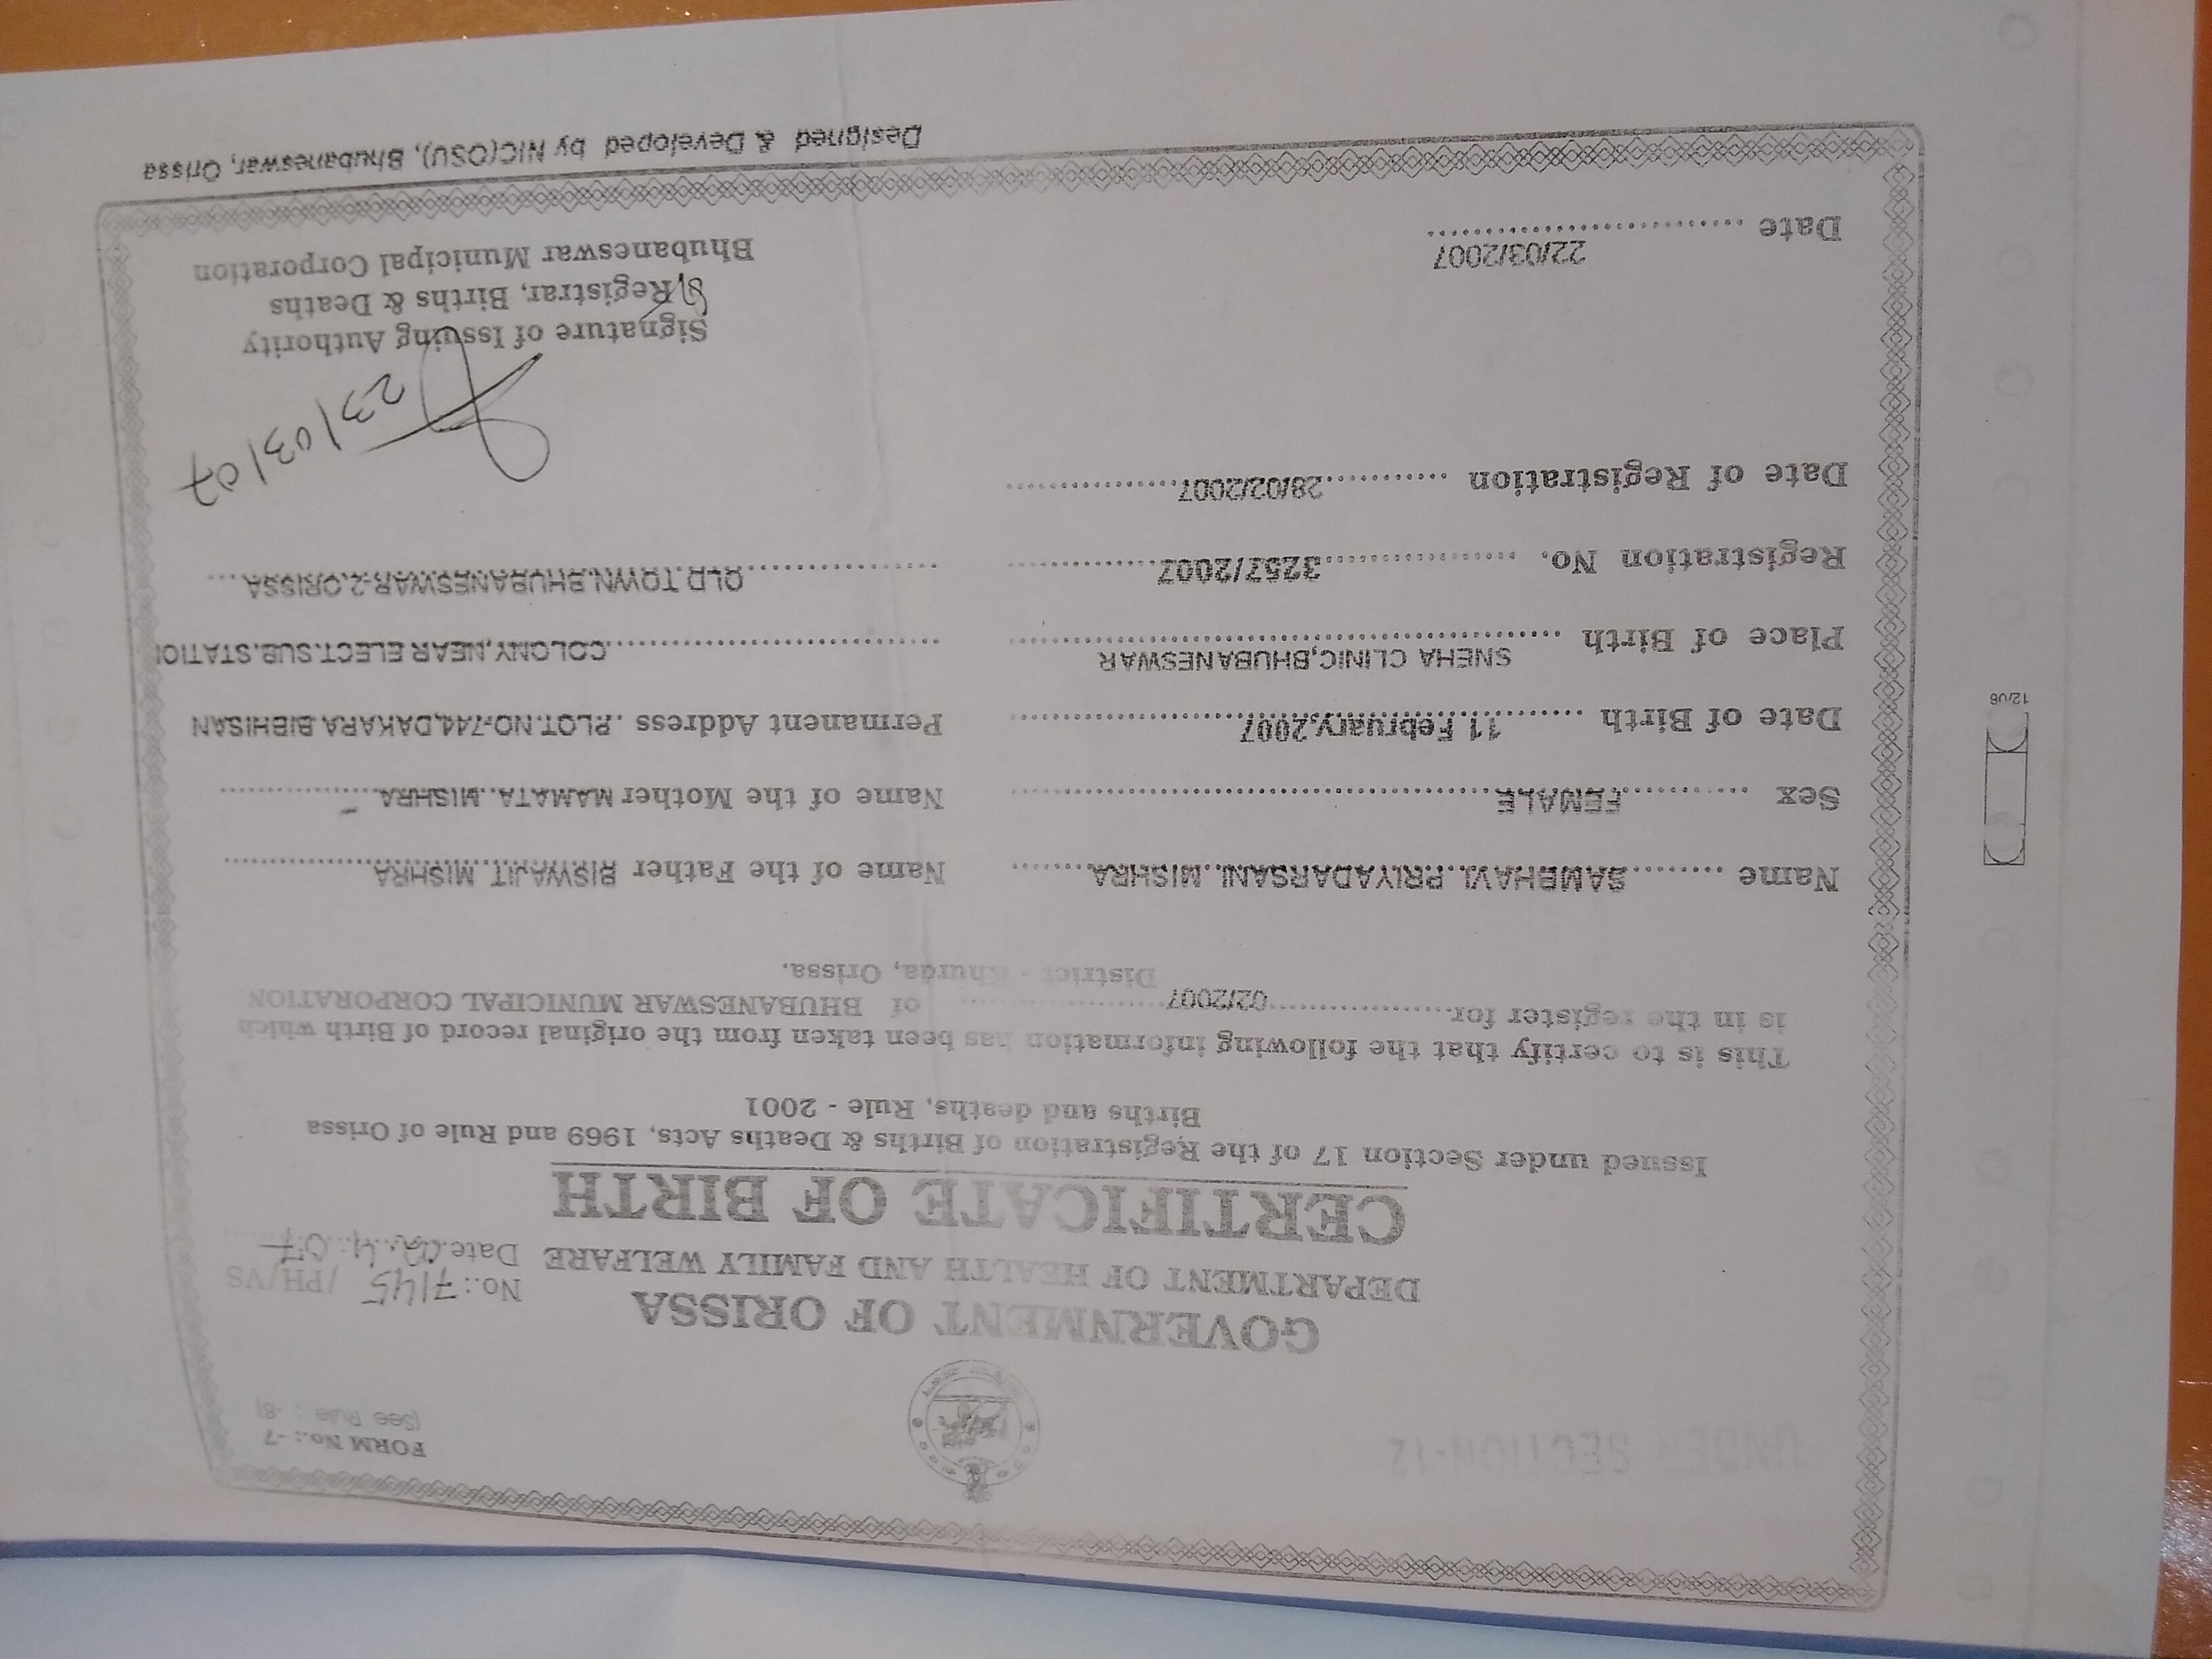 UNDER SECTION-12
FORM No.: -7
(See Rule : -8)
GOVERNMENT OF ORISSA
DEPARTMENT OF HEALTH AND FAMILY WELFARE
No.: 7145 /PH/VS
Date 02.4.07
CERTIFICATE OF BIRTH
Issued under Section 17 of the Registration of Births & Deaths Acts, 1969 and Rule of Orissa
Births and deaths, Rule - 2001
This is to certify that the following information has been taken from the original record of Birth which
is in the register for 02/2007 of BHUBANESWAR MUNICIPAL CORPORATION.
District - Khurda, Orissa.
Name SAMBHAVI PRIYADARSANI MISHRA Name of the Father BISWAJIT MISHRA
Sex FEMALE Name of the Mother MAMATA MISHRA
Date of Birth 11 February,2007 Permanent Address PLOT.NO-744,DAKARA BIBHISAN
Place of Birth SNEHA CLINIC,BHUBANESWAR COLONY,NEAR ELECT.SUB.STATIO
Registration No. 3257/2007 OLD TOWN,BHUBANESWAR-2,ORISSA
Date of Registration 28/02/2007
23/03/07
Signature of Issuing Authority
Registrar, Births & Deaths
Bhubaneswar Municipal Corporation
Date 22/03/2007
Designed & Developed by NIC(OSU), Bhubaneswar, Orissa
12/06